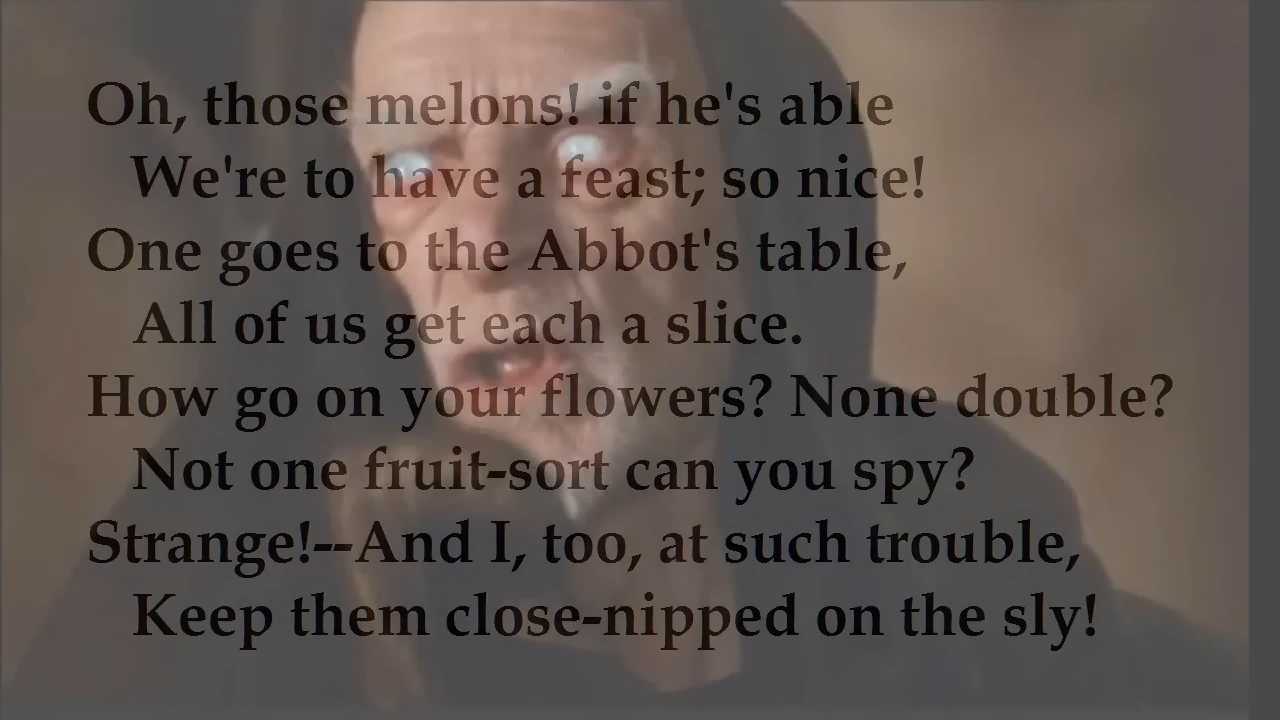 Oh, those melons! if he's able
We're to have a feast; so nice!
One goes to the Abbot's table,
All of us get each a slice.
How go on your flowers? None double?
Not one fruit-sort can you spy?
Strange!--And I, too, at such trouble,
Keep them close-nipped on the sly!